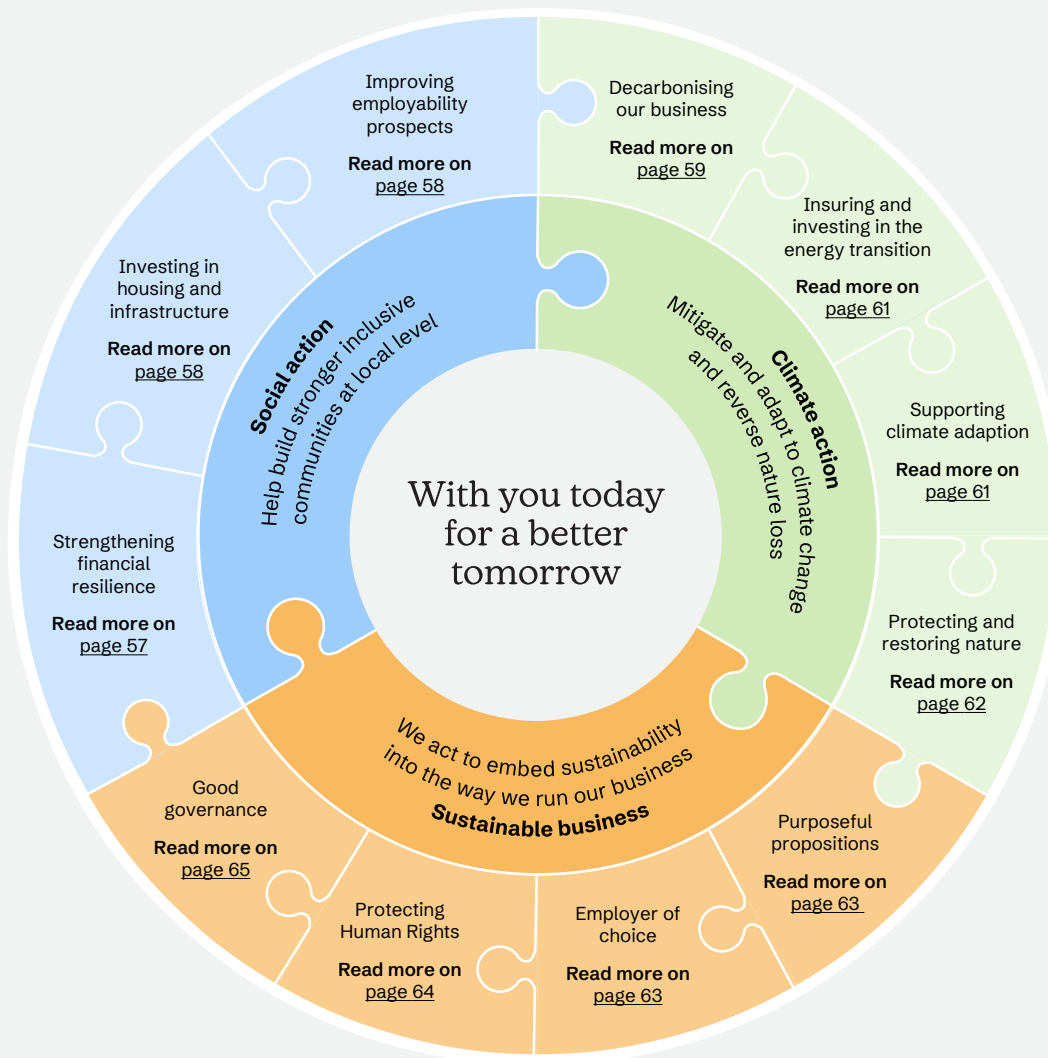 With you today
for a better
tomorrow
Social action
Help build stronger inclusive
communities at local level
Climate action
Mitigate and adapt to climate change
and reverse nature loss
We act to embed sustainability
into the way we run our business
Sustainable business
Improving
employability
prospects
Read more on
page 58
Decarbonising
our business
Read more on
page 59
Insuring and
investing in the
energy transition
Read more on
page 61
Supporting
climate adaption
Read more on
page 61
Protecting and
restoring nature
Read more on
page 62
Purposeful
propositions
Read more on
page 63
Employer of
choice
Read more on
page 63
Protecting
Human Rights
Read more on
page 64
Good
governance
Read more on
page 65
Strengthening
financial
resilience
Read more on
page 57
Investing in
housing and
infrastructure
Read more on
page 58